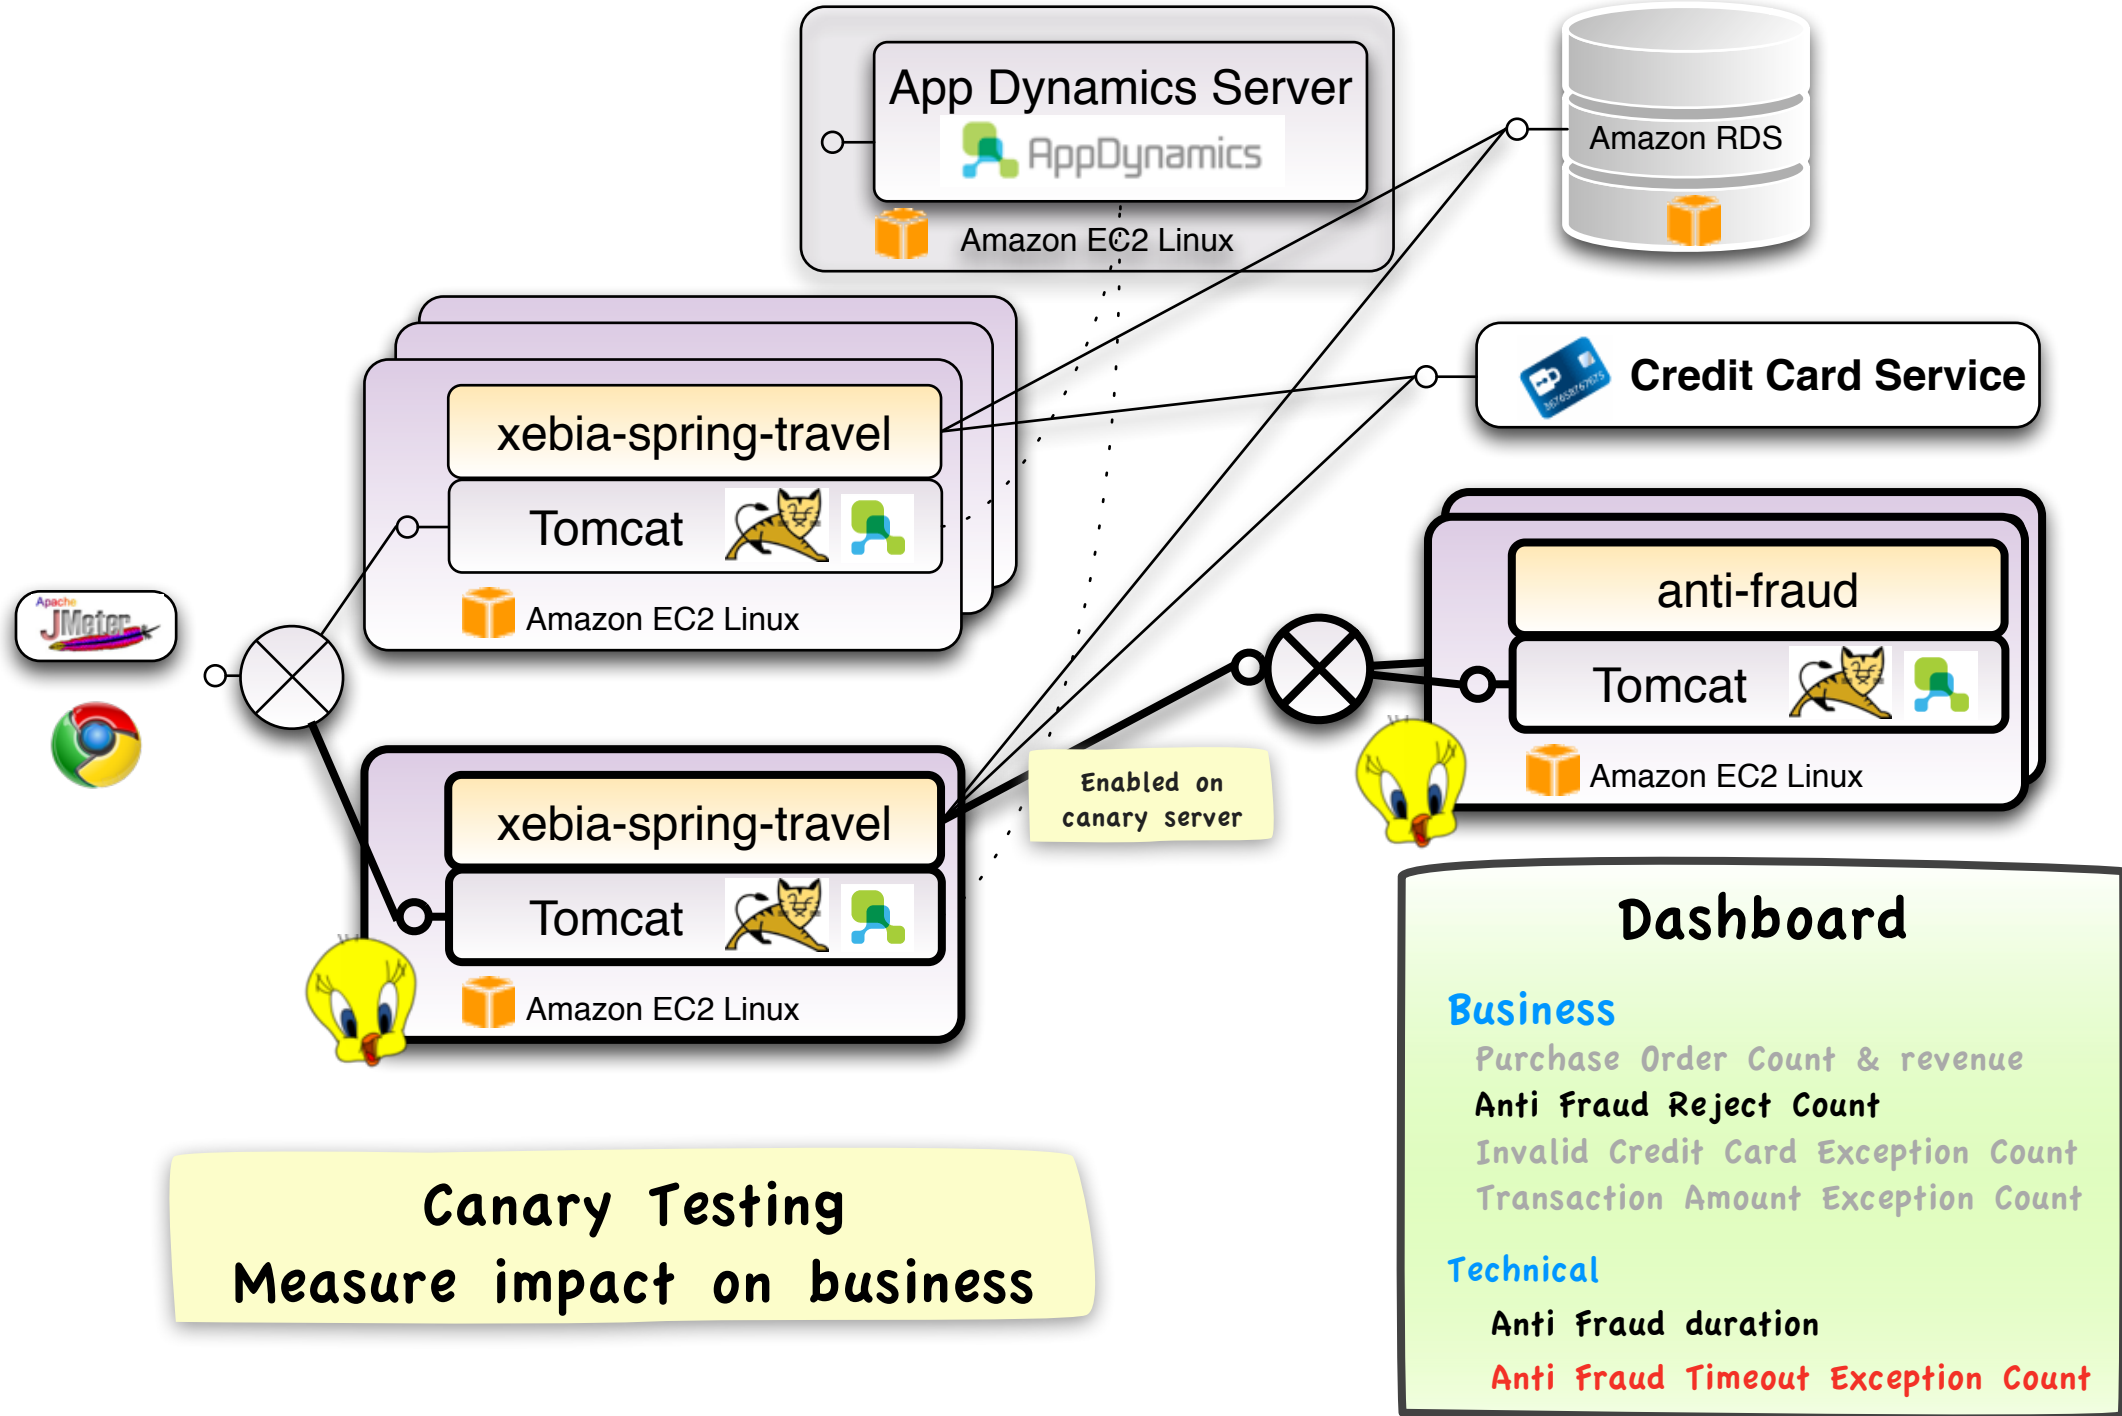 App Dynamics Server
AppDynamics
Amazon EC2 Linux
Amazon RDS
Credit Card Service
xebia-spring-travel
Tomcat
Amazon EC2 Linux
Apache
JMeter
anti-fraud
Tomcat
Amazon EC2 Linux
Enabled on
canary server
xebia-spring-travel
Tomcat
Amazon EC2 Linux
Dashboard
Business
Purchase Order Count & revenue
Anti Fraud Reject Count
Invalid Credit Card Exception Count
Transaction Amount Exception Count
Technical
Anti Fraud duration
Anti Fraud Timeout Exception Count
Canary Testing
Measure impact on business